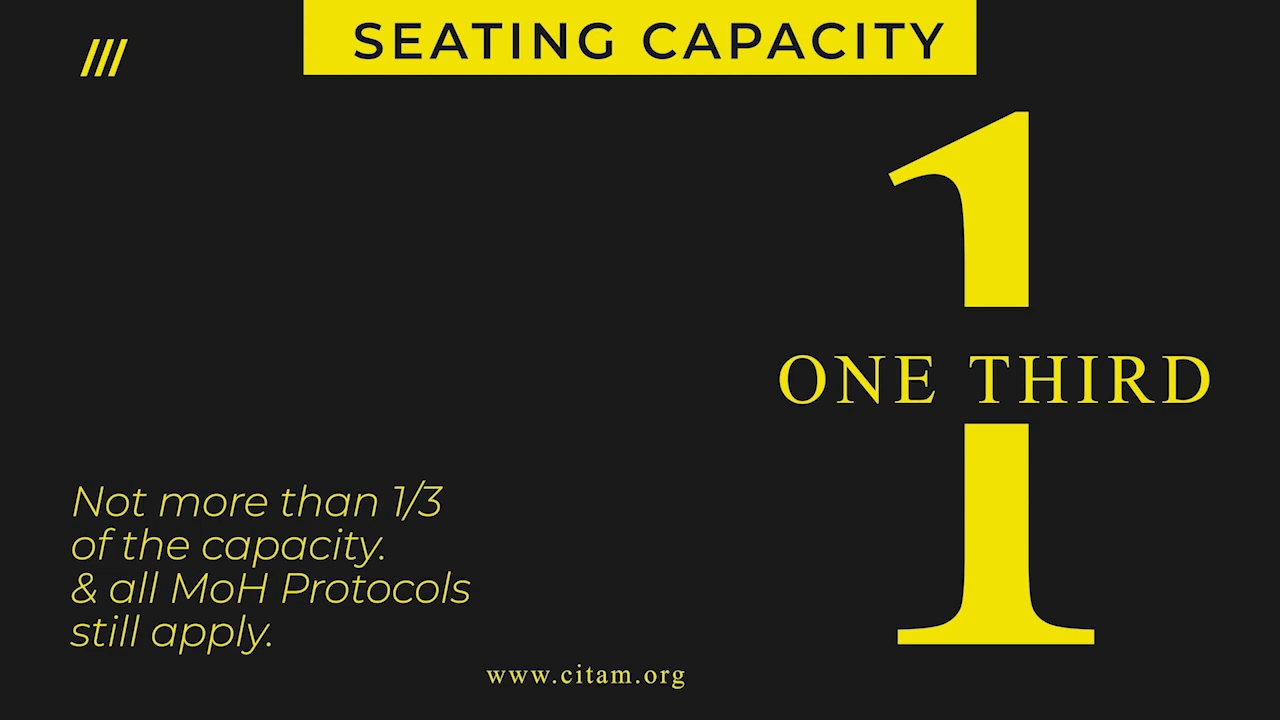 SEATING CAPACITY
1
ONE THIRD
Not more than 1/3
of the capacity.
& all MoH Protocols
still apply.
www.citam.org